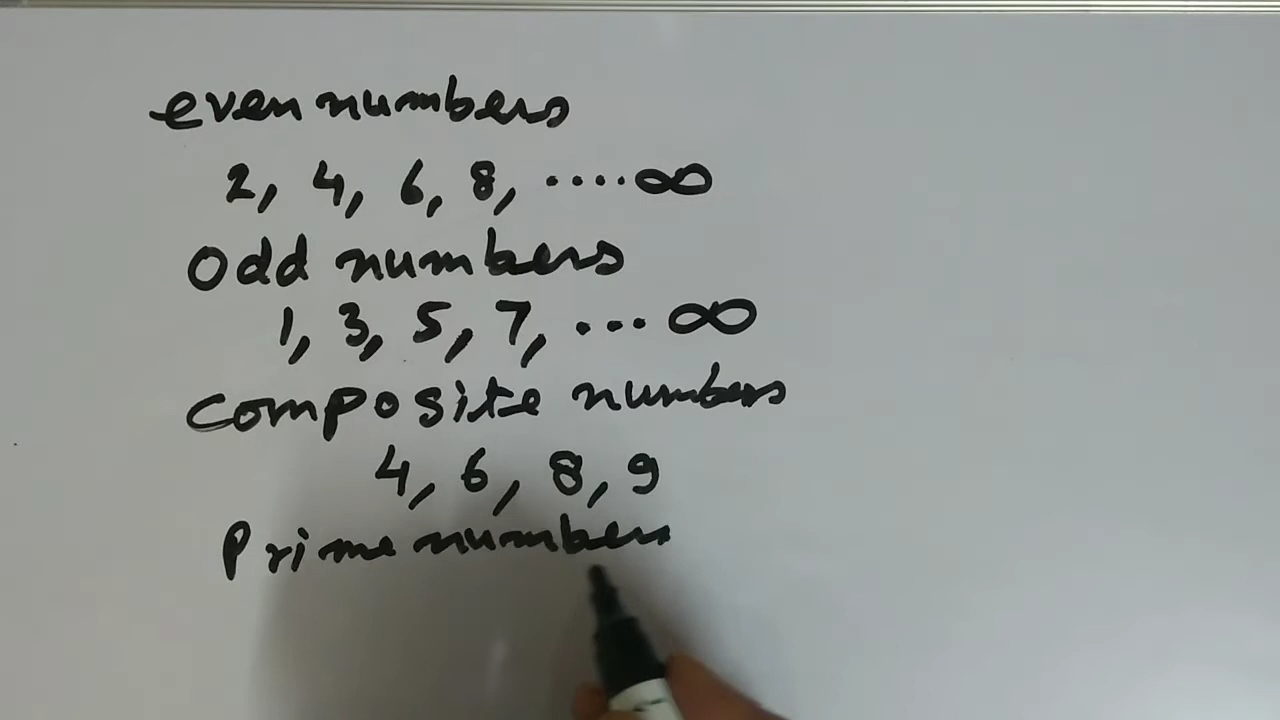 even numbers
2, 4, 6, 8, ..... ∞
Odd numbers
1, 3, 5, 7, ... ∞
composite numbers
4, 6, 8, 9
Prime numbers